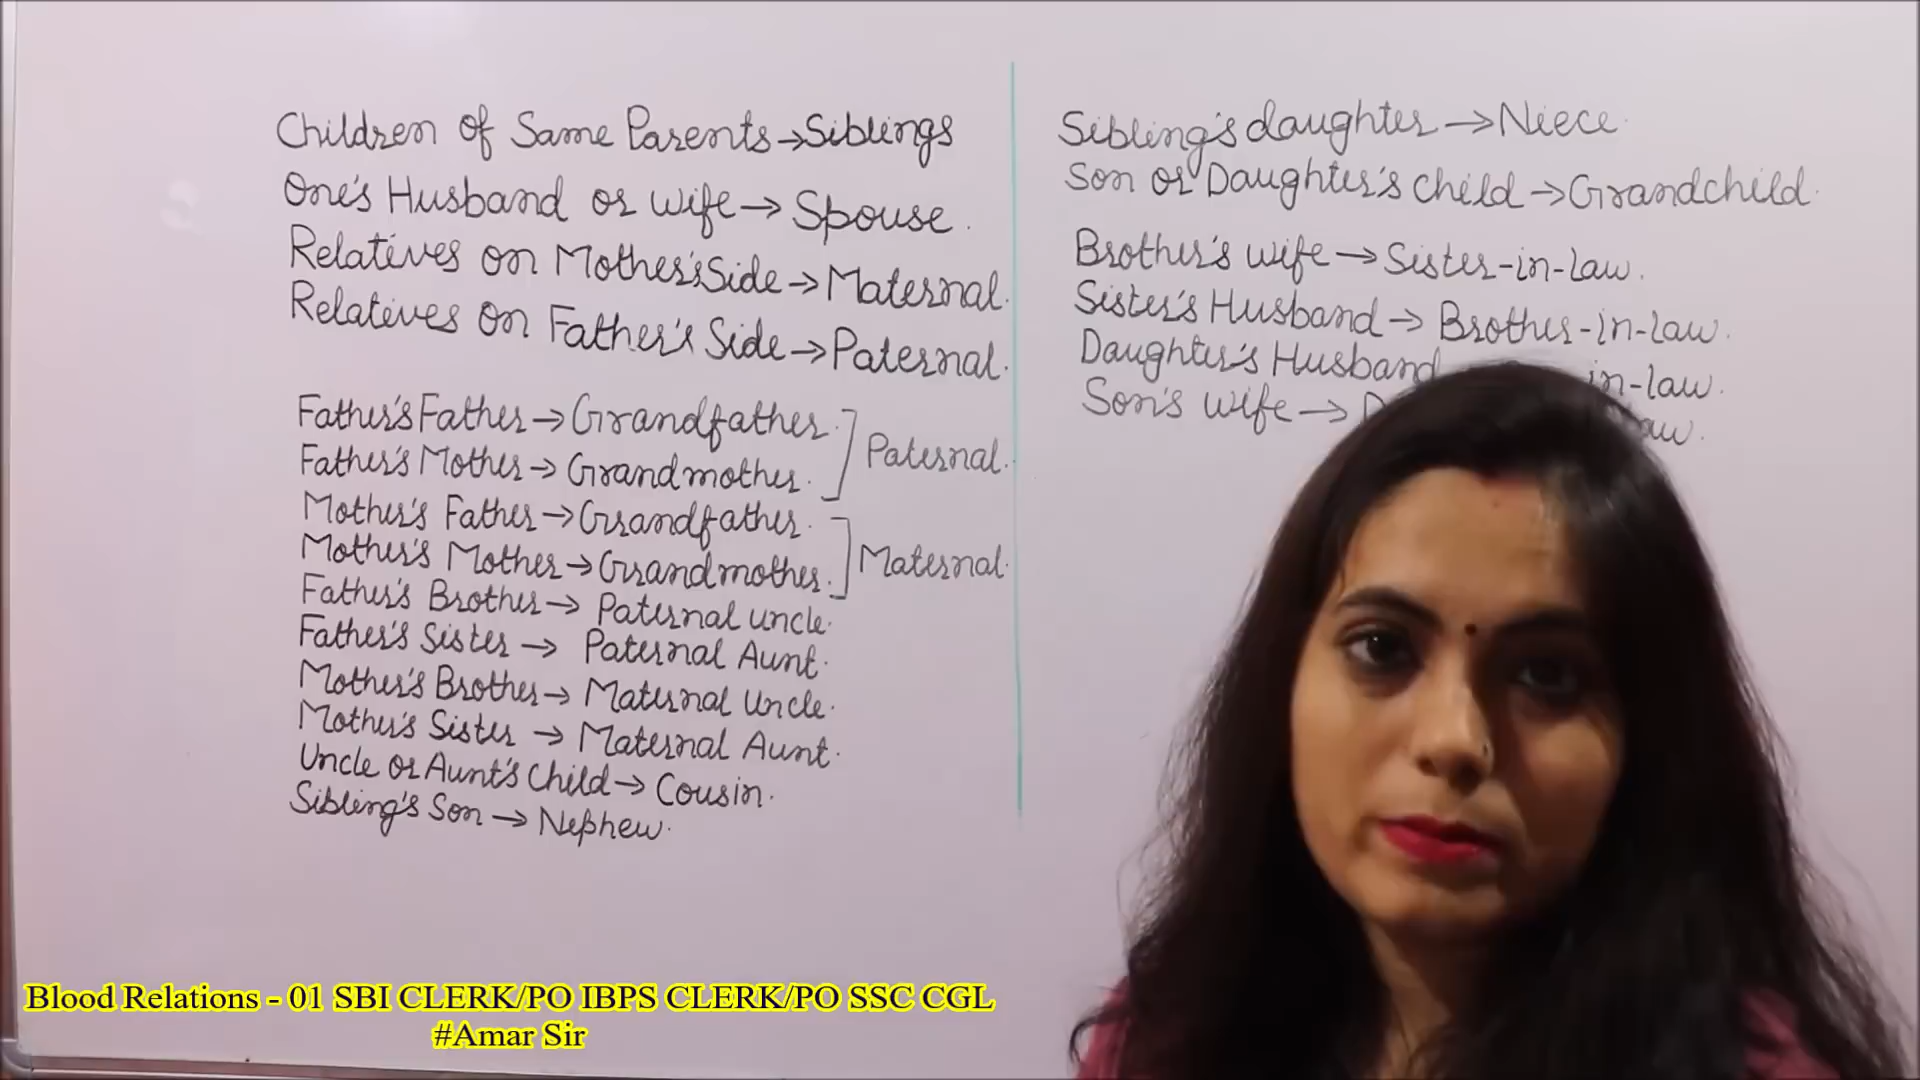 Children of Same Parents → Siblings
One's Husband or wife → Spouse.
Relatives on Mother's Side → Maternal.
Relatives on Father's Side → Paternal.
Father's Father → Grandfather.
Father's Mother → Grandmother.
Paternal.
Mother's Father → Grandfather.
Mother's Mother → Grandmother.
Maternal.
Father's Brother → Paternal uncle.
Father's Sister → Paternal Aunt.
Mother's Brother → Maternal Uncle.
Mother's Sister → Maternal Aunt.
Uncle or Aunt's Child → Cousin.
Sibling's Son → Nephew.
Sibling's daughter → Niece.
Son or Daughter's child → Grandchild.
Brother's wife → Sister-in-law.
Sister's Husband → Brother-in-law.
Daughter's Husband in-law.
Son's wife →
Blood Relations - 01 SBI CLERK/PO IBPS CLERK/PO SSC CGL
#Amar Sir